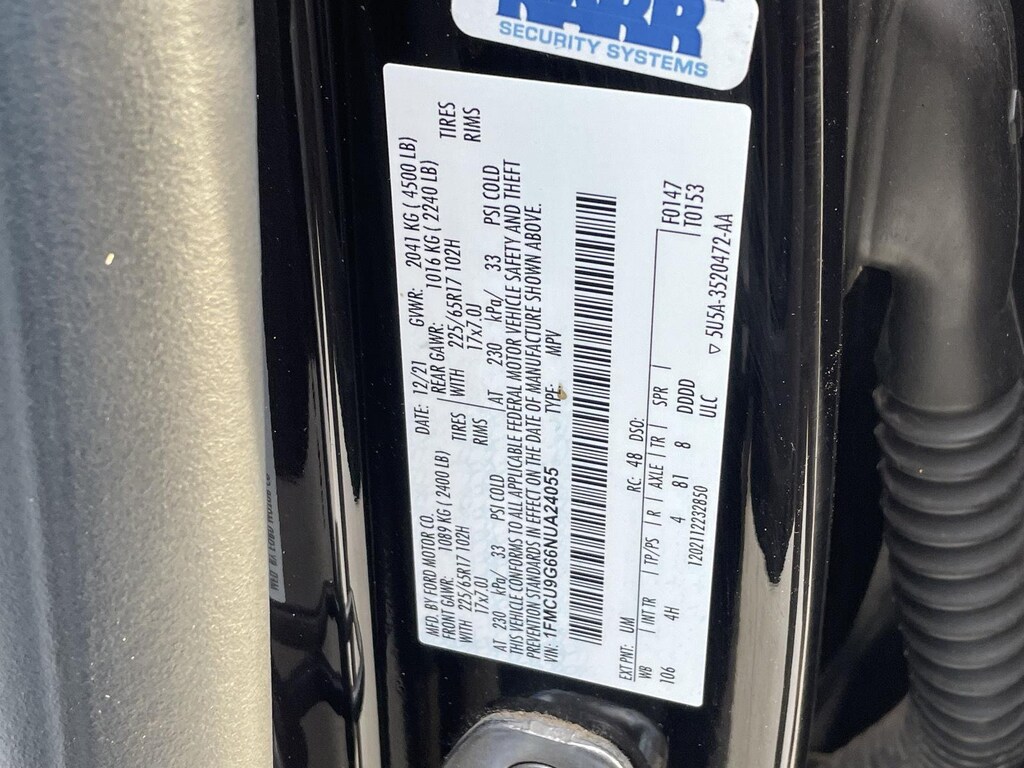 KARR
SECURITY SYSTEMS
MFD. BY FORD MOTOR CO.
DATE: 12/21 GVWR: 2041 KG ( 4500 LB)
FRONT GAWR: 1089 KG ( 2400 LB) REAR GAWR: 1016 KG ( 2240 LB)
225/65R17 102H TIRES WITH 225/65R17 102H TIRES
17x7.0J RIMS 17x7.0J RIMS
AT 230 kPa/ 33 PSI COLD AT 230 kPa/ 33 PSI COLD
THIS VEHICLE CONFORMS TO ALL APPLICABLE FEDERAL MOTOR VEHICLE SAFETY AND THEFT
PREVENTION STANDARDS IN EFFECT ON THE DATE OF MANUFACTURE SHOWN ABOVE.
VIN: 1FMCU9G66NUA24055 TYPE: MPV
EXT PNT: UM RC: 48 DSO: F0147
WB INT TR TP/PS R AXLE TR SPR T0153
106 4H 4 81 8 DDDD
1202112232850 ULC
5U5A-3520472-AA